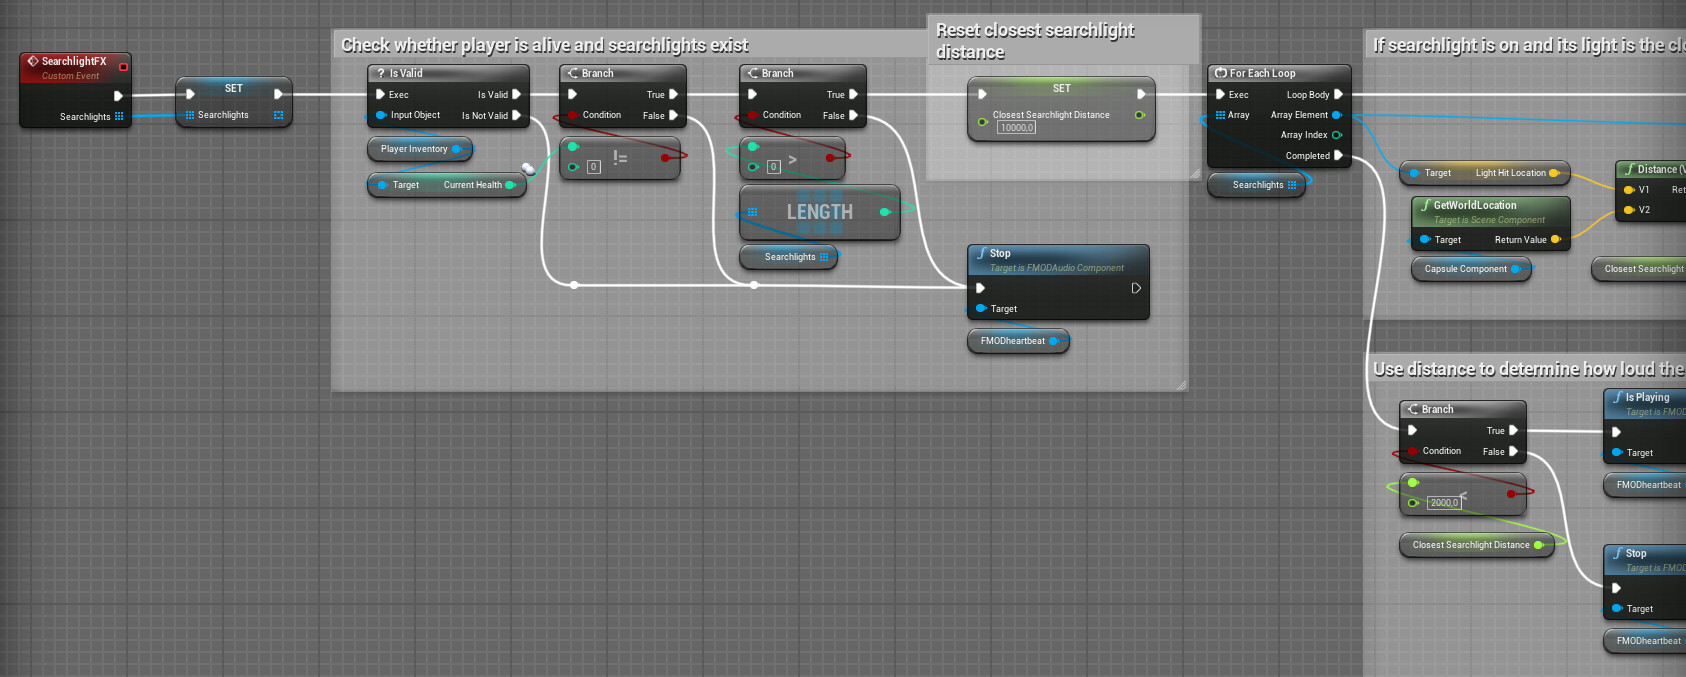 Check whether player is alive and searchlights exist
Reset closest searchlight
distance
If searchlight is on and its light is the
SearchlightFX
Custom Event
Searchlights
SET
Searchlights
? Is Valid
Exec
Is Valid
Input Object
Is Not Valid
Player Inventory
Target
Current Health
Branch
True
Condition
False
0
!=
Branch
True
Condition
False
0
>
LENGTH
Searchlights
SET
Closest Searchlight Distance
10000,0
Stop
Target is FMODAudio Component
Target
FMODheartbeat
For Each Loop
Exec
Loop Body
Array
Array Element
Array Index
Completed
Searchlights
Target
Light Hit Location
GetWorldLocation
Target is Scene Component
Target
Return Value
Capsule Component
Distance (V
V1
Ret
V2
Closest Searchlight
Use distance to determine how loud the
Branch
True
Condition
False
2000,0
<
Closest Searchlight Distance
Is Playing
Target is FMOD
Target
FMODheartbeat
Stop
Target is FMOD
Target
FMODheartbeat